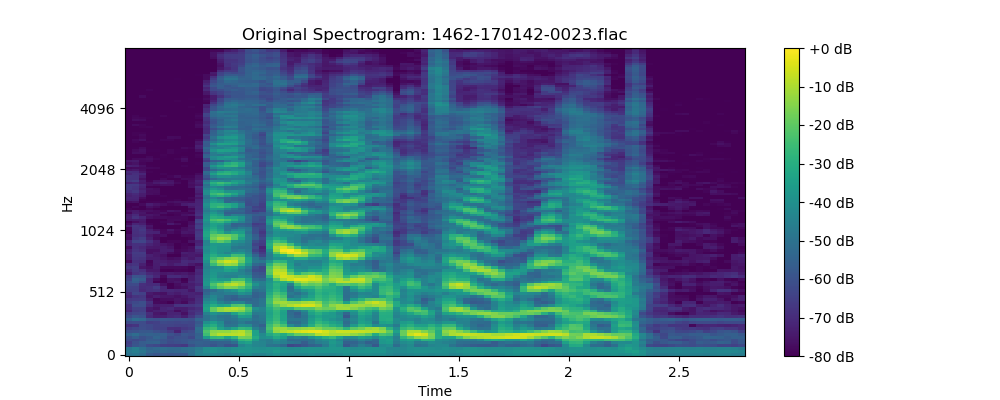 Original Spectrogram: 1462-170142-0023.flac
Hz
4096
2048
1024
512
0
0 0.5 1 1.5 2 2.5
Time
+0 dB
-10 dB
-20 dB
-30 dB
-40 dB
-50 dB
-60 dB
-70 dB
-80 dB